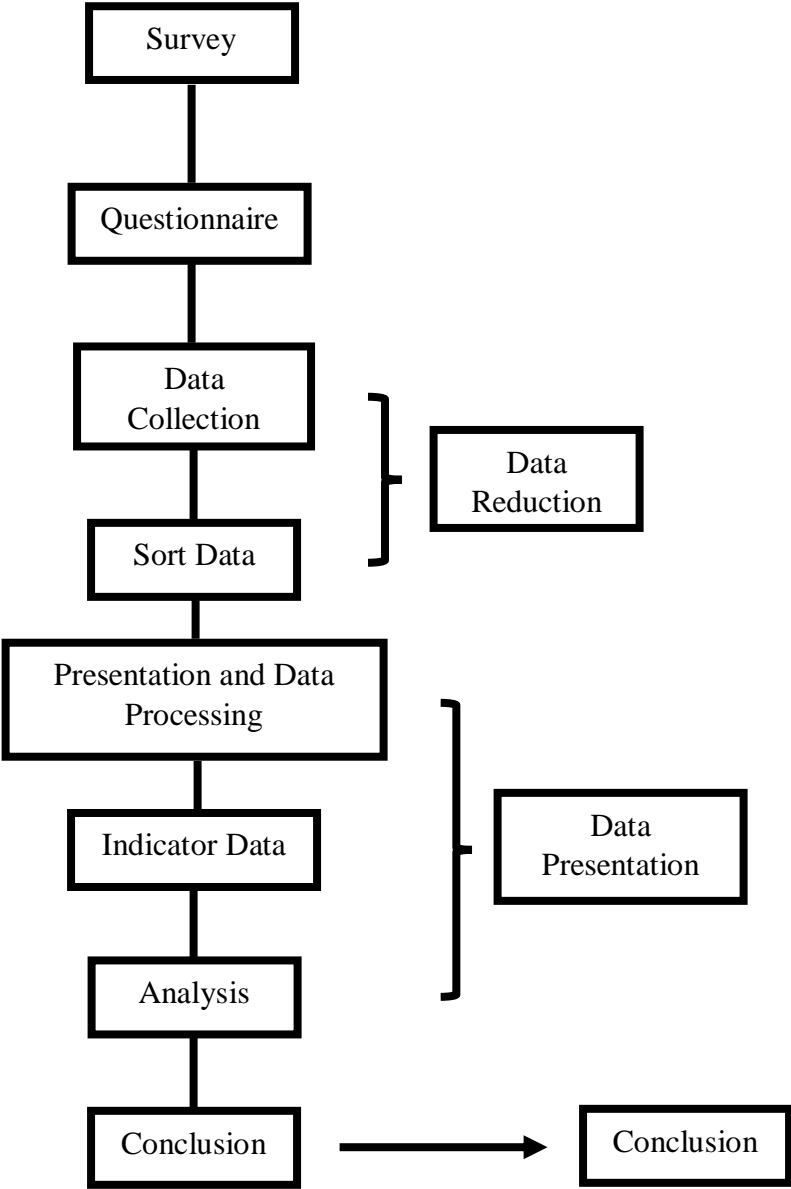 Survey
Questionnaire
Data
Collection
Data
Reduction
Sort Data
Presentation and Data
Processing
Indicator Data
Data
Presentation
Analysis
Conclusion
Conclusion